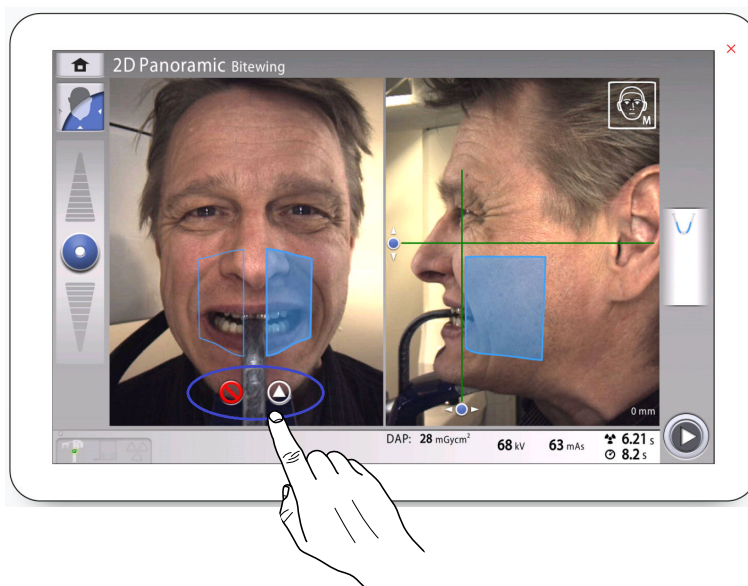 2D Panoramic Bitewing
M
0 mm
DAP: 28 mGycm² 68 kV 63 mAs 6.21 s
8.2 s